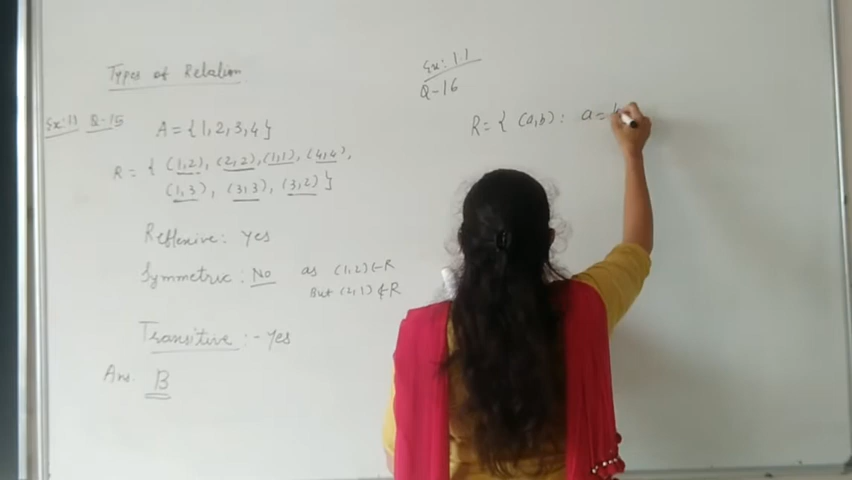 Types of Relation
Ex: 1.1 Q-15
A = {1,2,3,4}
R = { (1,2), (2,2), (1,1), (4,4),
(1,3), (3,3), (3,2) }
Reflexive: Yes
Symmetric: No as (1,2) ∈ R
But (2,1) ∉ R
Transitive :- Yes
Ans. B
Ex: 1.1
Q-16
R = { (a,b) : a =